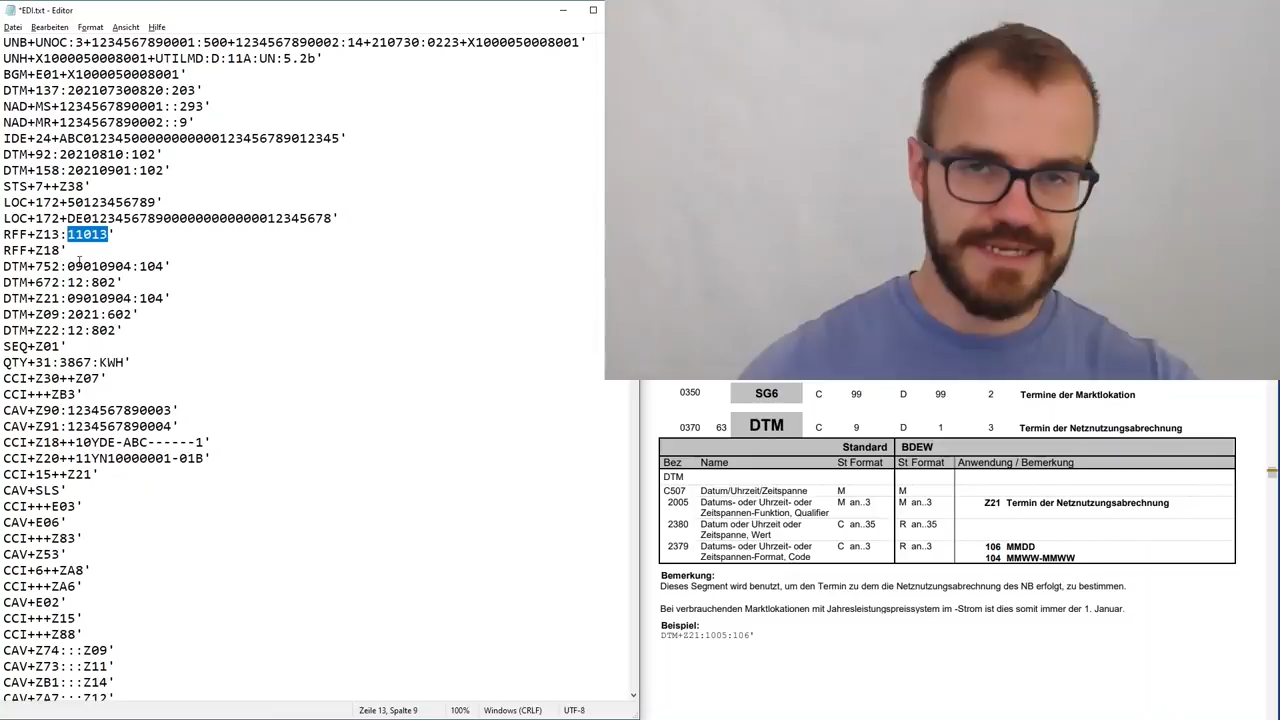 *EDI.txt - Editor
Datei Bearbeiten Format Ansicht Hilfe
UNB+UNOC:3+1234567890001:500+1234567890002:14+210730:0223+X1000050008001'
UNH+X1000050008001+UTILMD:D:11A:UN:5.2b'
BGM+E01+X1000050008001'
DTM+137:202107300820:203'
NAD+MS+1234567890001::293'
NAD+MR+1234567890002::9'
IDE+24+ABC0123450000000000123456789012345'
DTM+92:20210810:102'
DTM+158:20210901:102'
STS+7++Z38'
LOC+172+50123456789'
LOC+172+DE0123456789000000000000012345678'
RFF+Z13:11013'
RFF+Z18'
DTM+752:09010904:104'
DTM+672:12:802'
DTM+Z21:09010904:104'
DTM+Z09:2021:602'
DTM+Z22:12:802'
SEQ+Z01'
QTY+31:3867:KWH'
CCI+Z30++Z07'
CCI+++ZB3'
CAV+Z90:1234567890003'
CAV+Z91:1234567890004'
CCI+Z18++10YDE-ABC------1'
CCI+Z20++11YN10000001-01B'
CCI+15++Z21'
CAV+SLS'
CCI+++E03'
CAV+E06'
CCI+++Z83'
CAV+Z53'
CCI+6++ZA8'
CCI+++ZA6'
CAV+E02'
CCI+++Z15'
CCI+++Z88'
CAV+Z74:::Z09'
CAV+Z73:::Z11'
CAV+ZB1:::Z14'
CAV+ZA7:::Z12'
Zeile 13, Spalte 9 100% Windows (CRLF) UTF-8
0350 SG6 C 99 D 99 2 Termine der Marktlokation
0370 63 DTM C 9 D 1 3 Termin der Netznutzungsabrechnung
Standard BDEW
Bez Name St Format St Format Anwendung / Bemerkung
DTM
C507 Datum/Uhrzeit/Zeitspanne M M
2005 Datums- oder Uhrzeit- oder M an..3 M an..3 Z21 Termin der Netznutzungsabrechnung
Zeitspannen-Funktion, Qualifier
2380 Datum oder Uhrzeit oder C an..35 R an..35
Zeitspanne, Wert
2379 Datums- oder Uhrzeit- oder C an..3 R an..3 106 MMDD
Zeitspannen-Format, Code 104 MMWW-MMWW
Bemerkung:
Dieses Segment wird benutzt, um den Termin zu dem die Netznutzungsabrechnung des NB erfolgt, zu bestimmen.
Bei verbrauchenden Marktlokationen mit Jahresleistungspreissystem im -Strom ist dies somit immer der 1. Januar.
Beispiel:
DTM+Z21:1005:106'